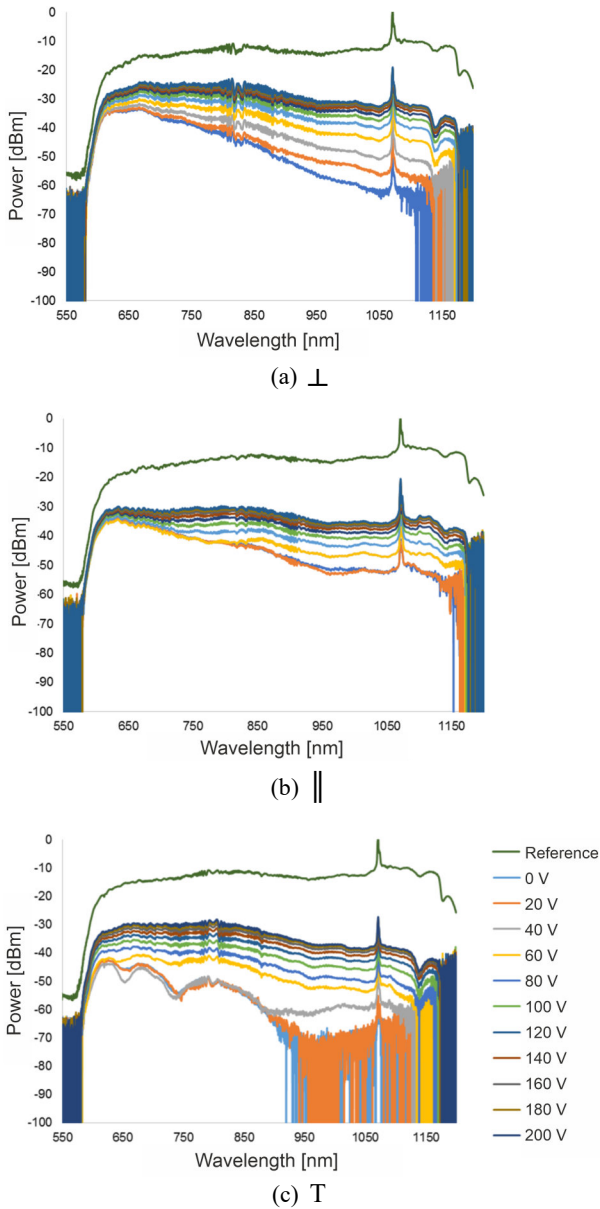 0
-10
-20
-30
-40
-50
-60
-70
-80
-90
-100
Power [dBm]
550 650 750 850 950 1050 1150
Wavelength [nm]
(a) ⊥
0
-10
-20
-30
-40
-50
-60
-70
-80
-90
-100
Power [dBm]
550 650 750 850 950 1050 1150
Wavelength [nm]
(b) ∥
0
-10
-20
-30
-40
-50
-60
-70
-80
-90
-100
Power [dBm]
550 650 750 850 950 1050 1150
Wavelength [nm]
Reference
0 V
20 V
40 V
60 V
80 V
100 V
120 V
140 V
160 V
180 V
200 V
(c) T